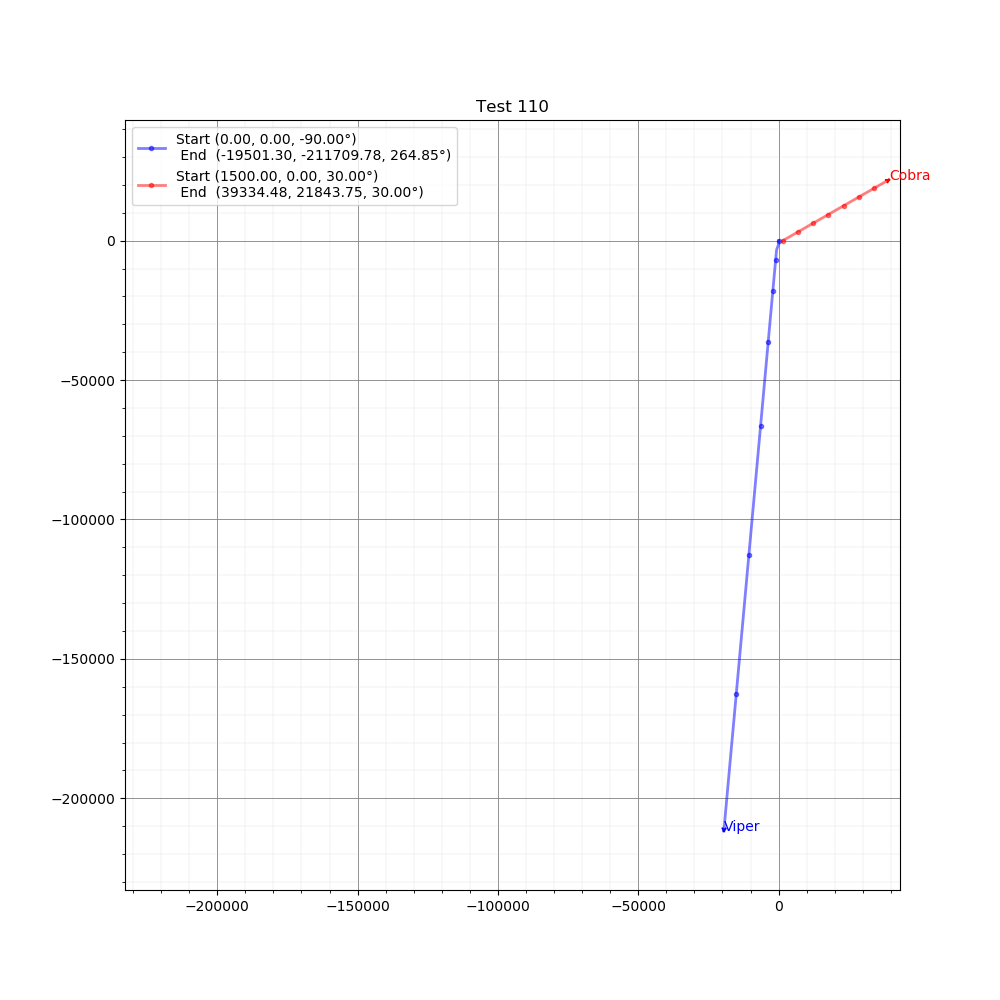 Test 110
Start (0.00, 0.00, -90.00°)
End  (-19501.30, -211709.78, 264.85°)
Start (1500.00, 0.00, 30.00°)
End  (39334.48, 21843.75, 30.00°)
Cobra
0
−50000
−100000
−150000
−200000
Viper
−200000
−150000
−100000
−50000
0